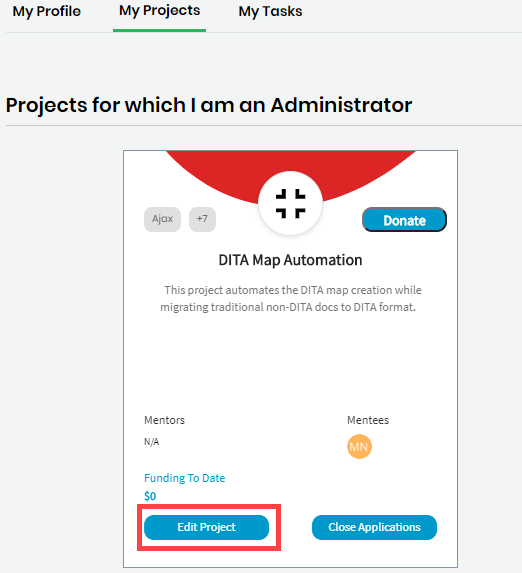 My Profile My Projects My Tasks
Projects for which I am an Administrator
Ajax +7 Donate
DITA Map Automation
This project automates the DITA map creation while
migrating traditional non-DITA docs to DITA format.
Mentors Mentees
N/A MN
Funding To Date
$0
Edit Project Close Applications